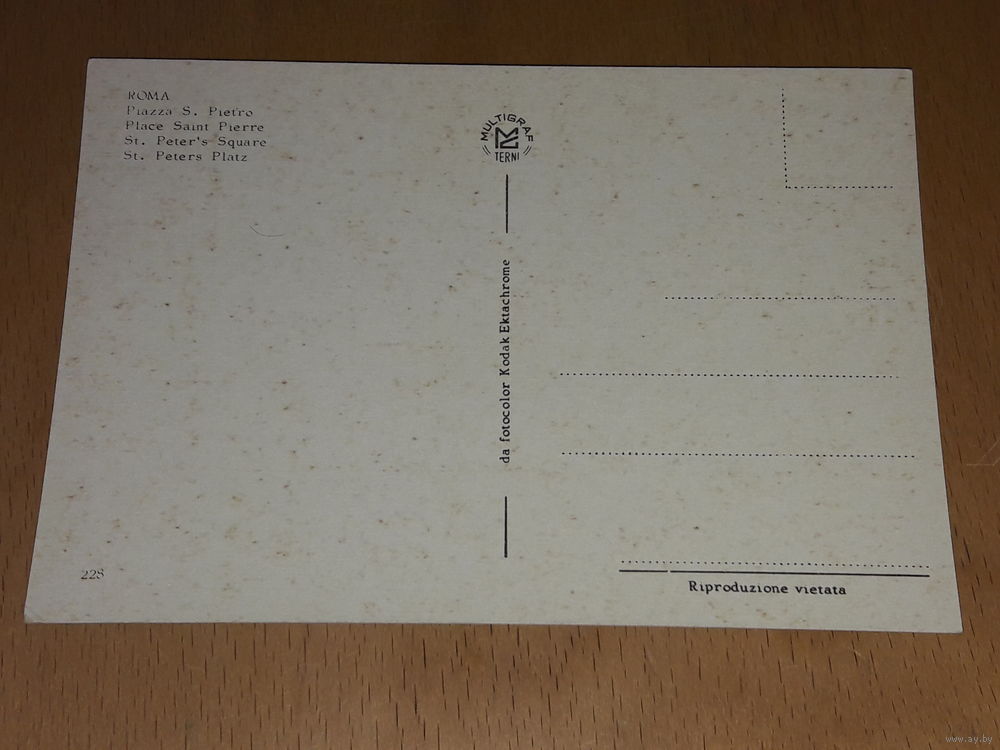 ROMA
Piazza S. Pietro
Place Saint Pierre
St. Peter's Square
St. Peters Platz
MULTIGRAF
TERNI
da fotocolor Kodak Ektachrome
228
Riproduzione vietata
www.ay.by